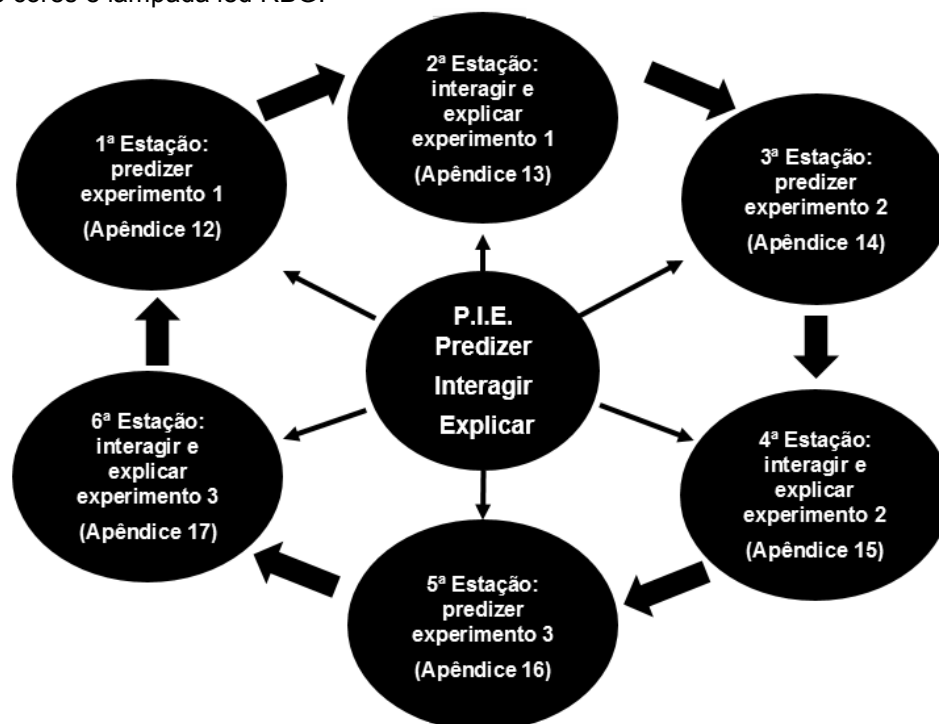 cores e lâmpada led RBG.
2ª Estação:
interagir e
explicar
experimento 1
(Apêndice 13)
1ª Estação:
predizer
experimento 1
(Apêndice 12)
3ª Estação:
predizer
experimento 2
(Apêndice 14)
P.I.E.
Predizer
Interagir
Explicar
6ª Estação:
interagir e
explicar
experimento 3
(Apêndice 17)
4ª Estação:
interagir e
explicar
experimento 2
(Apêndice 15)
5ª Estação:
predizer
experimento 3
(Apêndice 16)